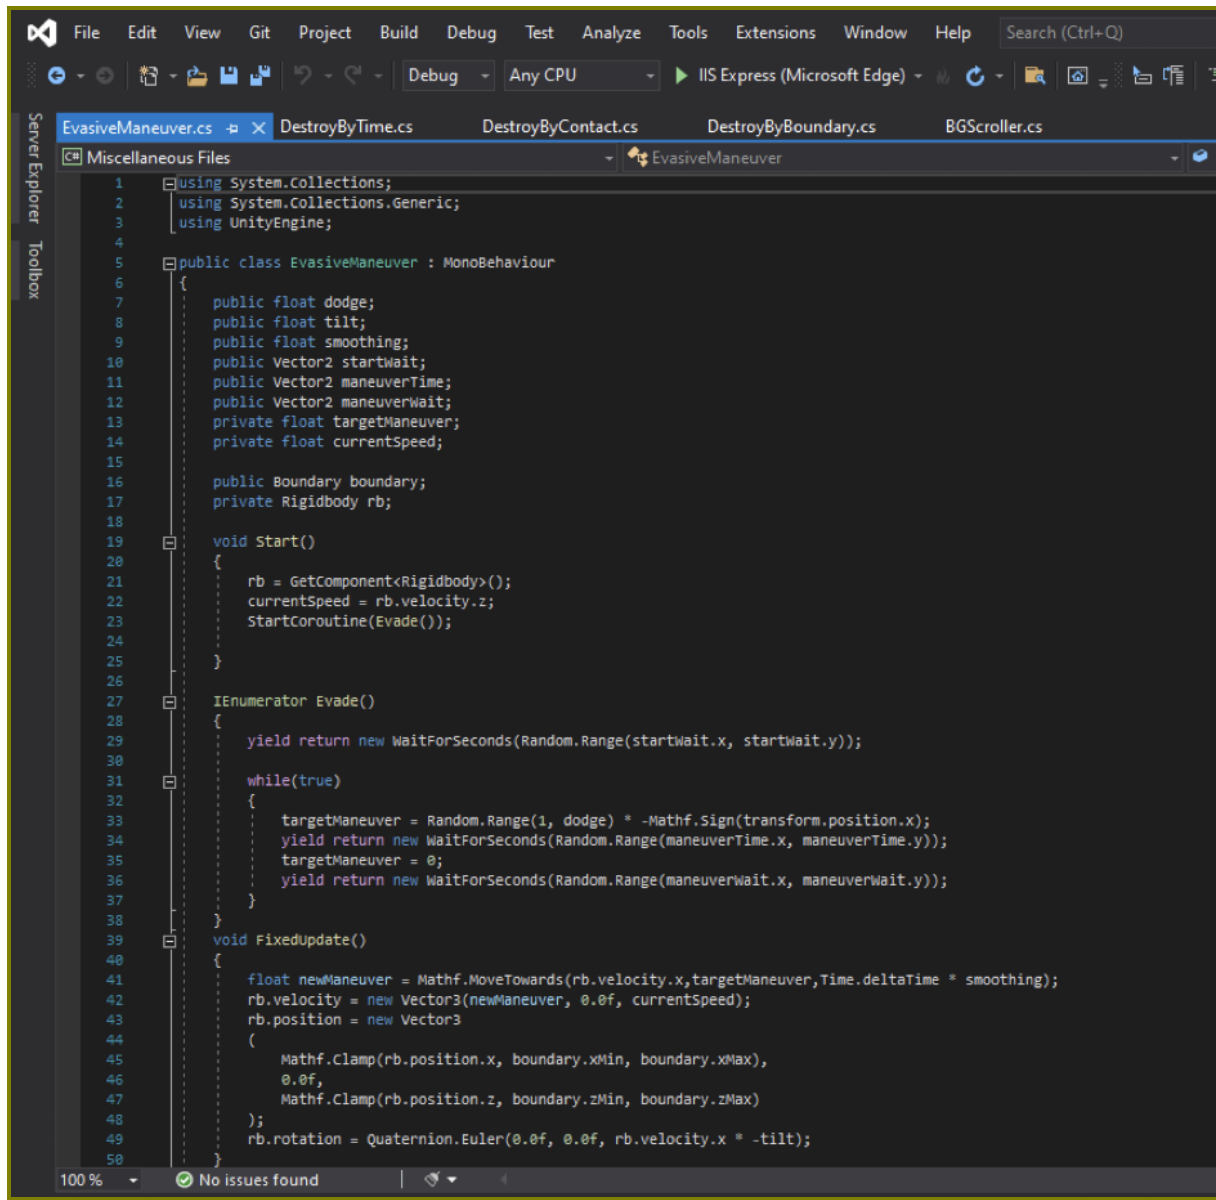 File Edit View Git Project Build Debug Test Analyze Tools Extensions Window Help Search (Ctrl+Q)
Debug Any CPU IIS Express (Microsoft Edge)
Server Explorer
Toolbox
EvasiveManeuver.cs DestroyByTime.cs DestroyByContact.cs DestroyByBoundary.cs BGScroller.cs
C# Miscellaneous Files EvasiveManeuver
1 using System.Collections;
2 using System.Collections.Generic;
3 using UnityEngine;
4
5 public class EvasiveManeuver : MonoBehaviour
6 {
7 public float dodge;
8 public float tilt;
9 public float smoothing;
10 public Vector2 startWait;
11 public Vector2 maneuverTime;
12 public Vector2 maneuverWait;
13 private float targetManeuver;
14 private float currentSpeed;
15
16 public Boundary boundary;
17 private Rigidbody rb;
18
19 void Start()
20 {
21 rb = GetComponent<Rigidbody>();
22 currentSpeed = rb.velocity.z;
23 StartCoroutine(Evade());
24
25 }
26
27 IEnumerator Evade()
28 {
29 yield return new WaitForSeconds(Random.Range(startWait.x, startWait.y));
30
31 while(true)
32 {
33 targetManeuver = Random.Range(1, dodge) * -Mathf.Sign(transform.position.x);
34 yield return new WaitForSeconds(Random.Range(maneuverTime.x, maneuverTime.y));
35 targetManeuver = 0;
36 yield return new WaitForSeconds(Random.Range(maneuverWait.x, maneuverWait.y));
37 }
38 }
39 void FixedUpdate()
40 {
41 float newManeuver = Mathf.MoveTowards(rb.velocity.x,targetManeuver,Time.deltaTime * smoothing);
42 rb.velocity = new Vector3(newManeuver, 0.0f, currentSpeed);
43 rb.position = new Vector3
44 (
45 Mathf.Clamp(rb.position.x, boundary.xMin, boundary.xMax),
46 0.0f,
47 Mathf.Clamp(rb.position.z, boundary.zMin, boundary.zMax)
48 );
49 rb.rotation = Quaternion.Euler(0.0f, 0.0f, rb.velocity.x * -tilt);
50 }
100 % No issues found